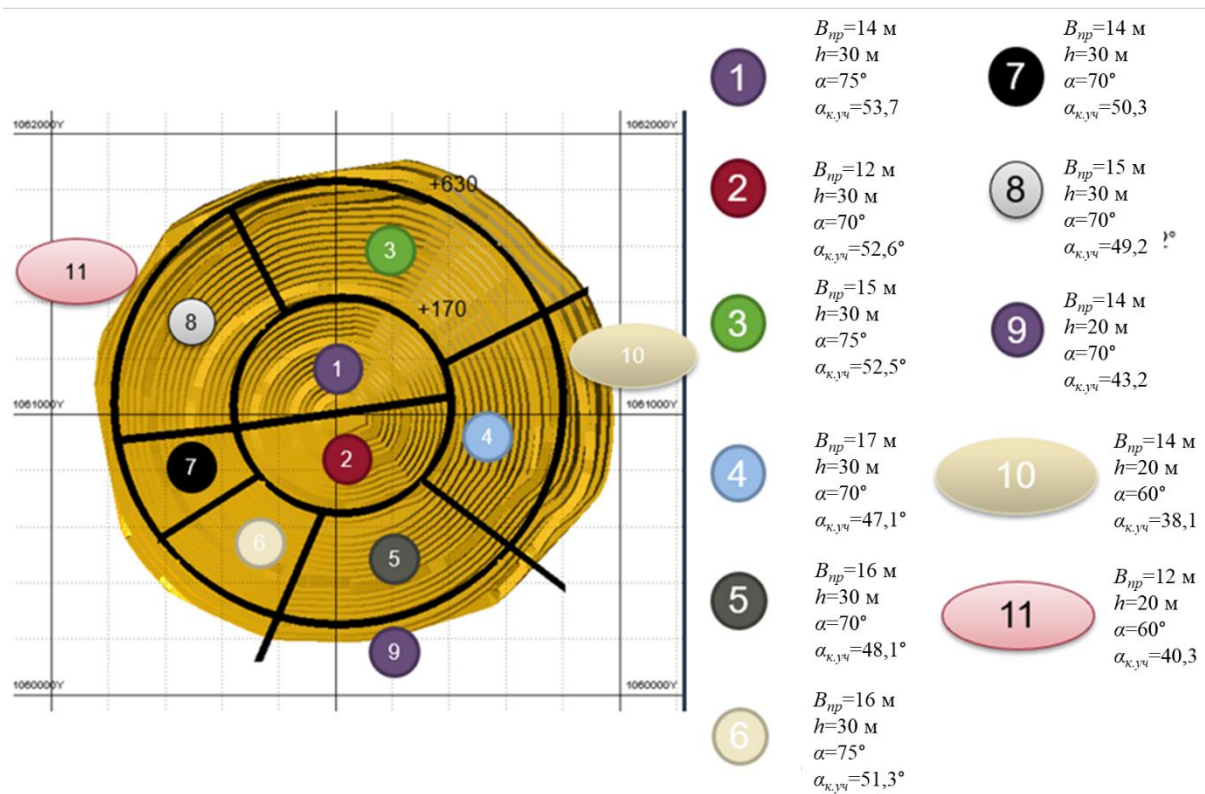 1062000Y
1062000Y
+630
3
11
+170
8
1
10
1061000Y
1061000Y
4
7
2
6
5
9
1060000Y
1060000Y
1
Bпр=14 м
h=30 м
α=75°
αк.уч=53,7
2
Bпр=12 м
h=30 м
α=70°
αк.уч=52,6°
3
Bпр=15 м
h=30 м
α=75°
αк.уч=52,5°
4
Bпр=17 м
h=30 м
α=70°
αк.уч=47,1°
5
Bпр=16 м
h=30 м
α=70°
αк.уч=48,1°
6
Bпр=16 м
h=30 м
α=75°
αк.уч=51,3°
7
Bпр=14 м
h=30 м
α=70°
αк.уч=50,3
8
Bпр=15 м
h=30 м
α=70°
αк.уч=49,2
9
Bпр=14 м
h=20 м
α=70°
αк.уч=43,2
10
Bпр=14 м
h=20 м
α=60°
αк.уч=38,1
11
Bпр=12 м
h=20 м
α=60°
αк.уч=40,3